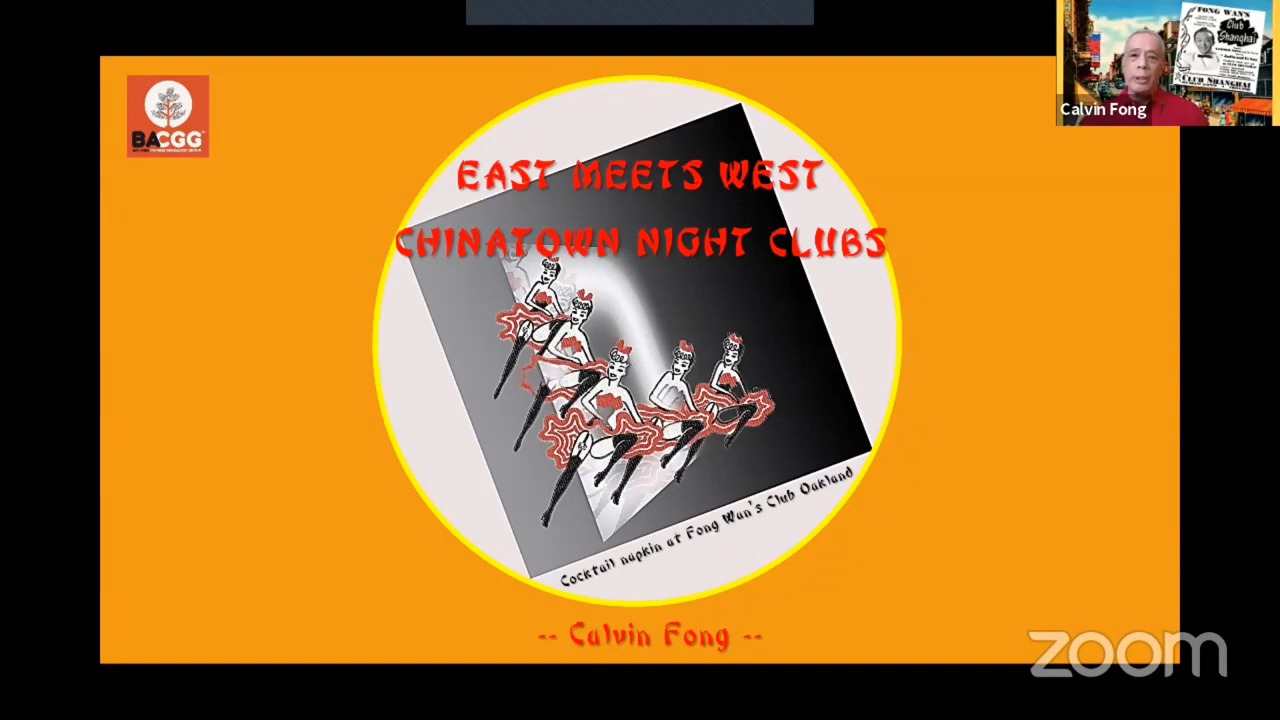 BACGG
EAST MEETS WEST
CHINATOWN NIGHT CLUBS
Cocktail napkin at Fong Wan's Club Oakland
-- Calvin Fong --
FONG WAN'S
Club
Shanghai
CLUB SHANGHAI
Calvin Fong
zoom